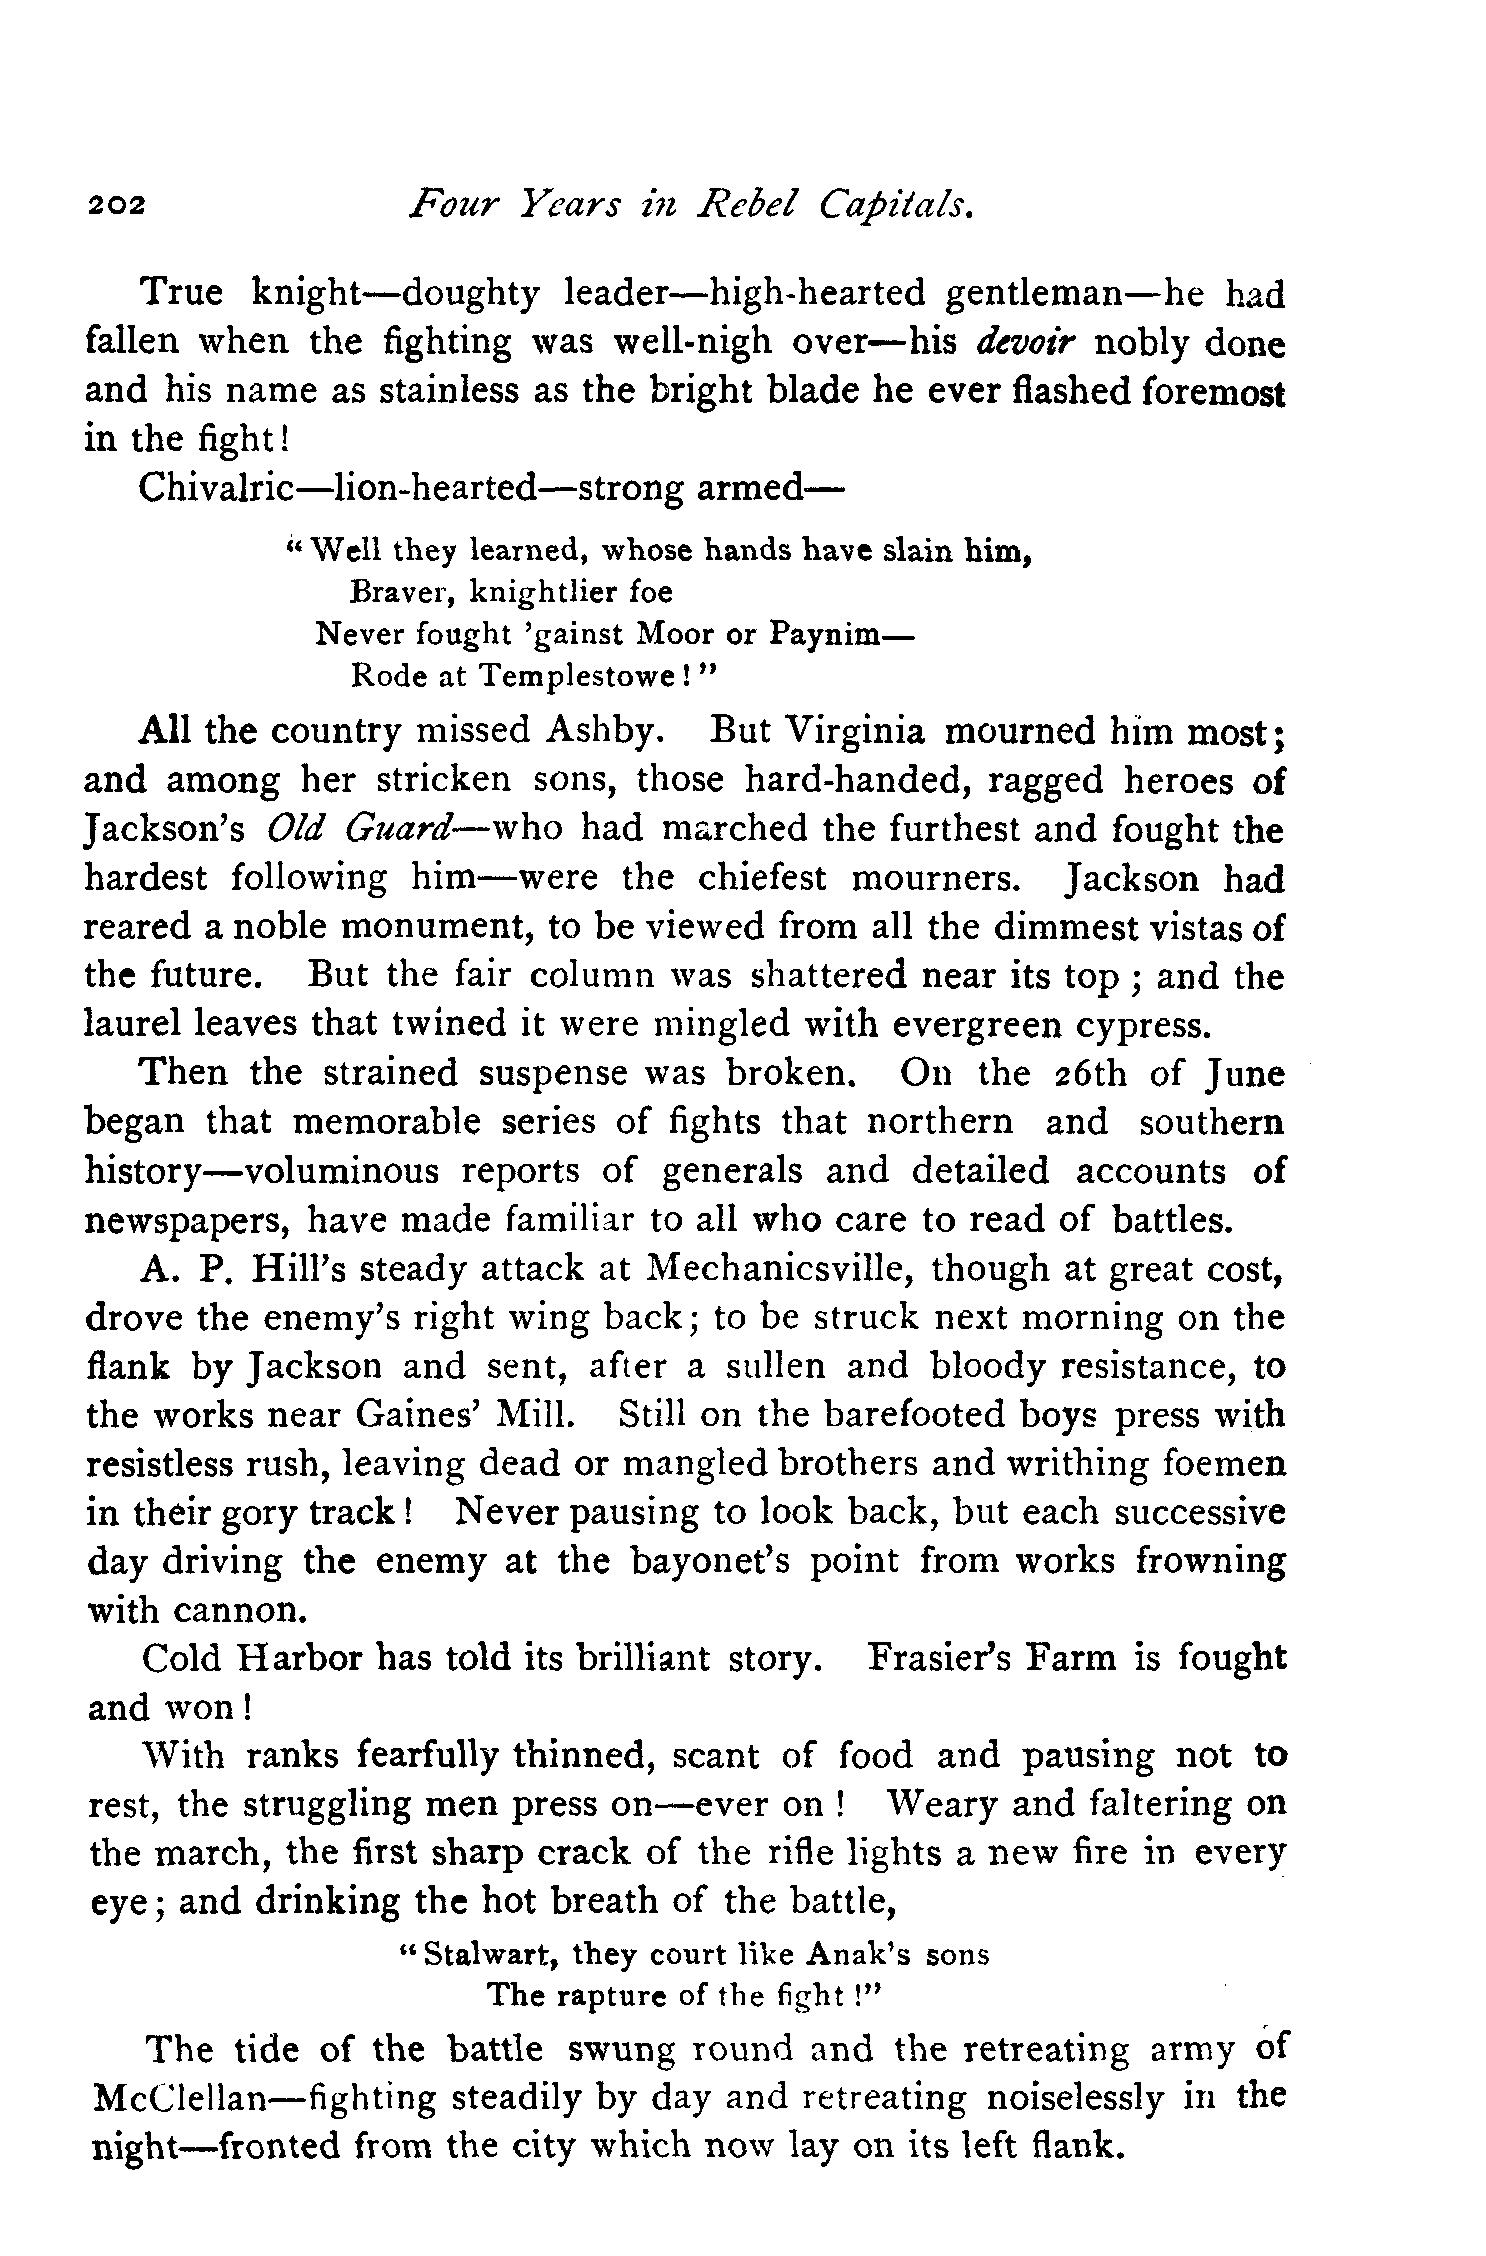 202 Four Years in Rebel Capitals.
True knight—doughty leader—high-hearted gentleman—he had
fallen when the fighting was well-nigh over—his devoir nobly done
and his name as stainless as the bright blade he ever flashed foremost
in the fight!
Chivalric—lion-hearted—strong armed—
"Well they learned, whose hands have slain him,
Braver, knightlier foe
Never fought 'gainst Moor or Paynim—
Rode at Templestowe!"
All the country missed Ashby. But Virginia mourned him most;
and among her stricken sons, those hard-handed, ragged heroes of
Jackson's Old Guard—who had marched the furthest and fought the
hardest following him—were the chiefest mourners. Jackson had
reared a noble monument, to be viewed from all the dimmest vistas of
the future. But the fair column was shattered near its top ; and the
laurel leaves that twined it were mingled with evergreen cypress.
Then the strained suspense was broken. On the 26th of June
began that memorable series of fights that northern and southern
history—voluminous reports of generals and detailed accounts of
newspapers, have made familiar to all who care to read of battles.
A. P. Hill's steady attack at Mechanicsville, though at great cost,
drove the enemy's right wing back; to be struck next morning on the
flank by Jackson and sent, after a sullen and bloody resistance, to
the works near Gaines' Mill. Still on the barefooted boys press with
resistless rush, leaving dead or mangled brothers and writhing foemen
in their gory track! Never pausing to look back, but each successive
day driving the enemy at the bayonet's point from works frowning
with cannon.
Cold Harbor has told its brilliant story. Frasier's Farm is fought
and won!
With ranks fearfully thinned, scant of food and pausing not to
rest, the struggling men press on—ever on! Weary and faltering on
the march, the first sharp crack of the rifle lights a new fire in every
eye; and drinking the hot breath of the battle,
"Stalwart, they court like Anak's sons
The rapture of the fight!"
The tide of the battle swung round and the retreating army of
McClellan—fighting steadily by day and retreating noiselessly in the
night—fronted from the city which now lay on its left flank.